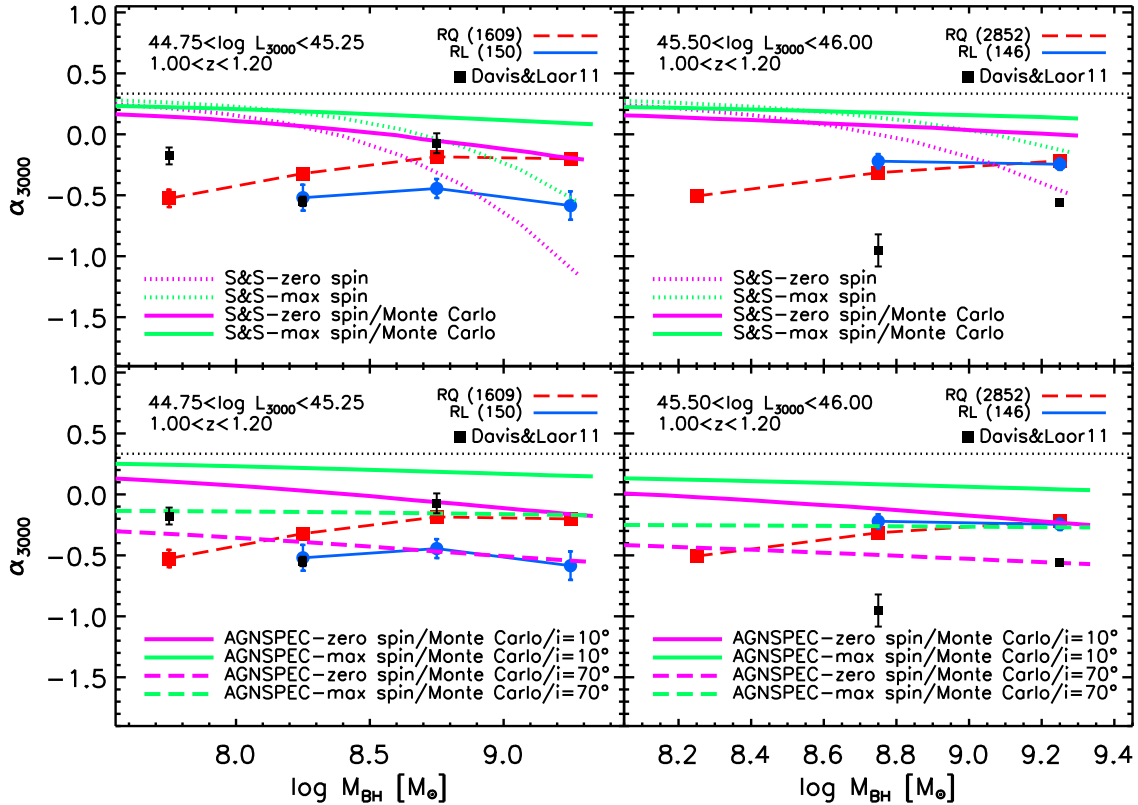 44.75<log L3000<45.25
1.00<z<1.20
RQ (1609)
RL (150)
Davis&Laor11
S&S-zero spin
S&S-max spin
S&S-zero spin/Monte Carlo
S&S-max spin/Monte Carlo
1.0
0.5
0.0
−0.5
−1.0
−1.5
α3000
45.50<log L3000<46.00
1.00<z<1.20
RQ (2852)
RL (146)
Davis&Laor11
S&S-zero spin
S&S-max spin
S&S-zero spin/Monte Carlo
S&S-max spin/Monte Carlo
44.75<log L3000<45.25
1.00<z<1.20
RQ (1609)
RL (150)
Davis&Laor11
AGNSPEC-zero spin/Monte Carlo/i=10°
AGNSPEC-max spin/Monte Carlo/i=10°
AGNSPEC-zero spin/Monte Carlo/i=70°
AGNSPEC-max spin/Monte Carlo/i=70°
1.0
0.5
0.0
−0.5
−1.0
−1.5
α3000
8.0 8.5 9.0
log MBH [M⊙]
45.50<log L3000<46.00
1.00<z<1.20
RQ (2852)
RL (146)
Davis&Laor11
AGNSPEC-zero spin/Monte Carlo/i=10°
AGNSPEC-max spin/Monte Carlo/i=10°
AGNSPEC-zero spin/Monte Carlo/i=70°
AGNSPEC-max spin/Monte Carlo/i=70°
8.2 8.4 8.6 8.8 9.0 9.2 9.4
log MBH [M⊙]